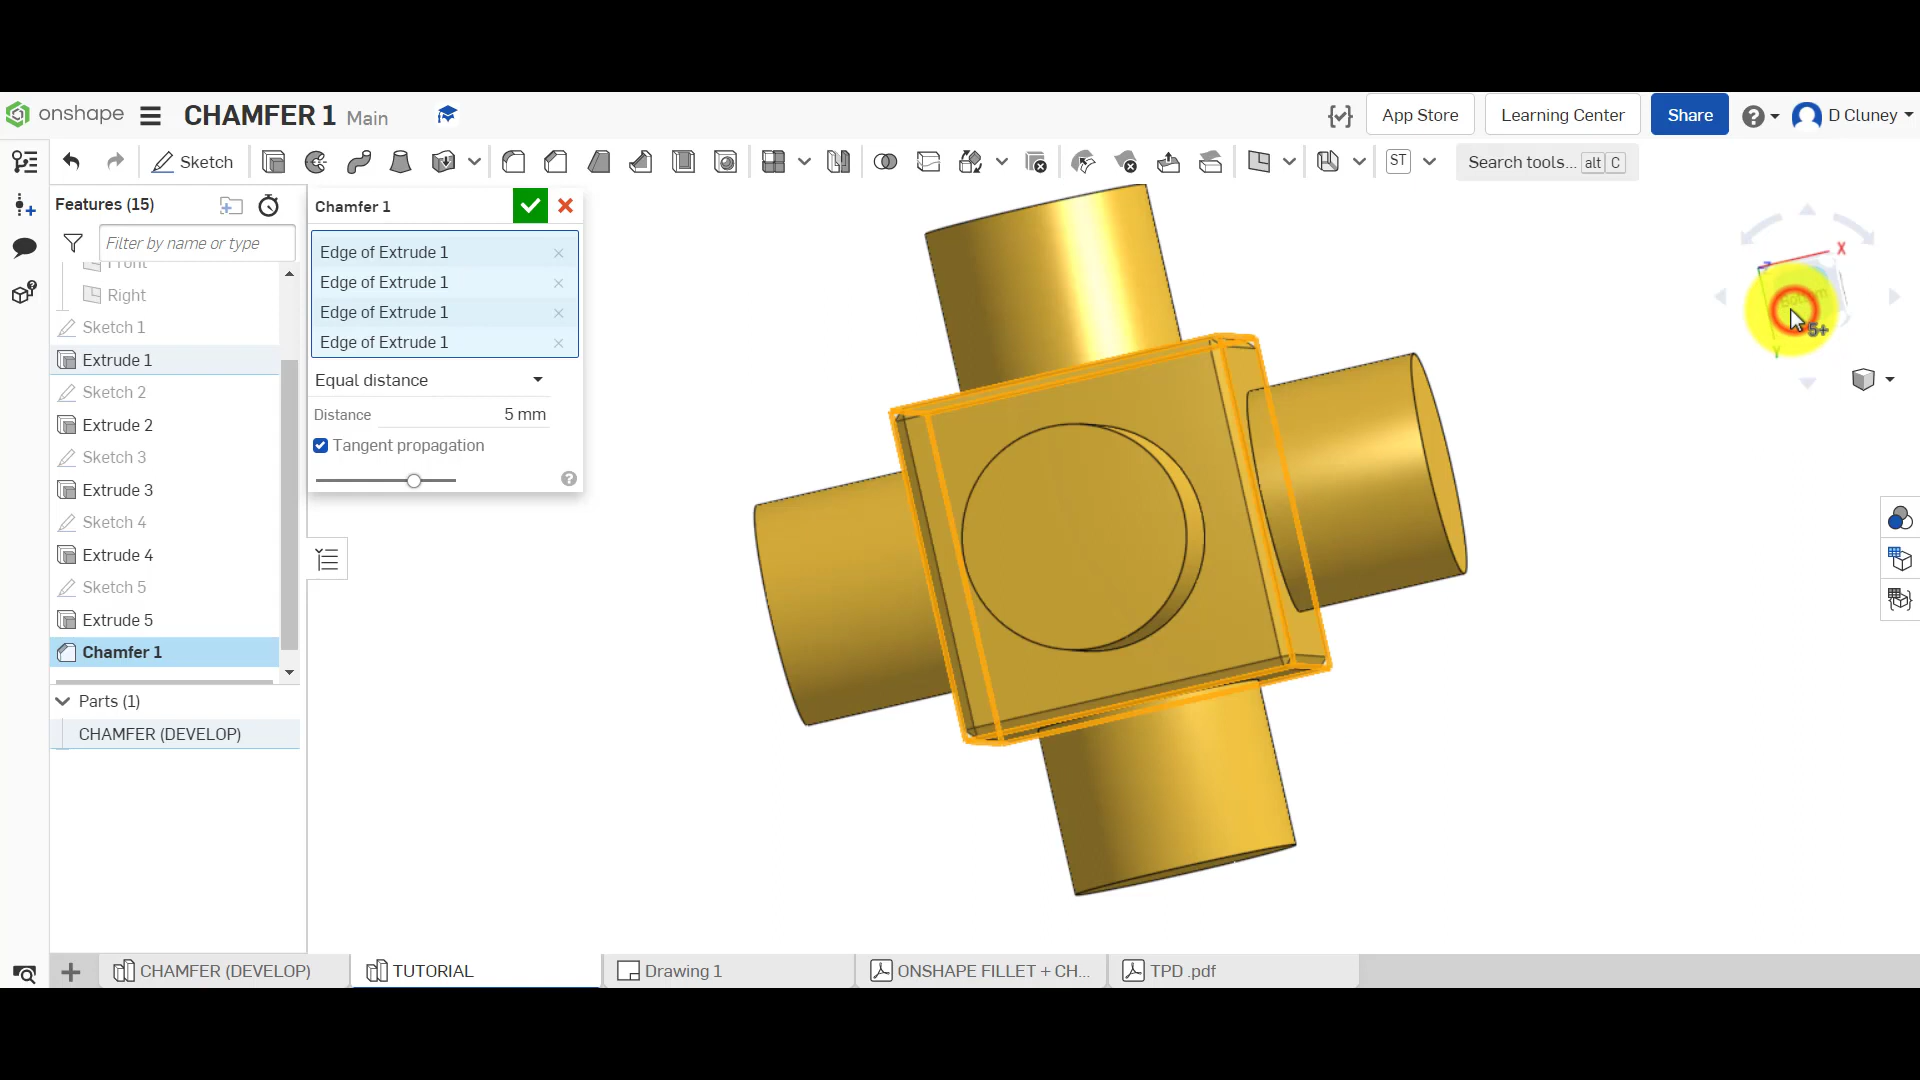 onshape
CHAMFER 1 Main
App Store
Learning Center
Share
D Cluney
Sketch
ST
Search tools... alt C
Features (15)
Filter by name or type
Front
Right
Sketch 1
Extrude 1
Sketch 2
Extrude 2
Sketch 3
Extrude 3
Sketch 4
Extrude 4
Sketch 5
Extrude 5
Chamfer 1
Parts (1)
CHAMFER (DEVELOP)
Chamfer 1
Edge of Extrude 1
Edge of Extrude 1
Edge of Extrude 1
Edge of Extrude 1
Equal distance
Distance 5 mm
Tangent propagation
X
Z
Bottom
5+
Y
CHAMFER (DEVELOP)
TUTORIAL
Drawing 1
ONSHAPE FILLET + CH...
TPD .pdf